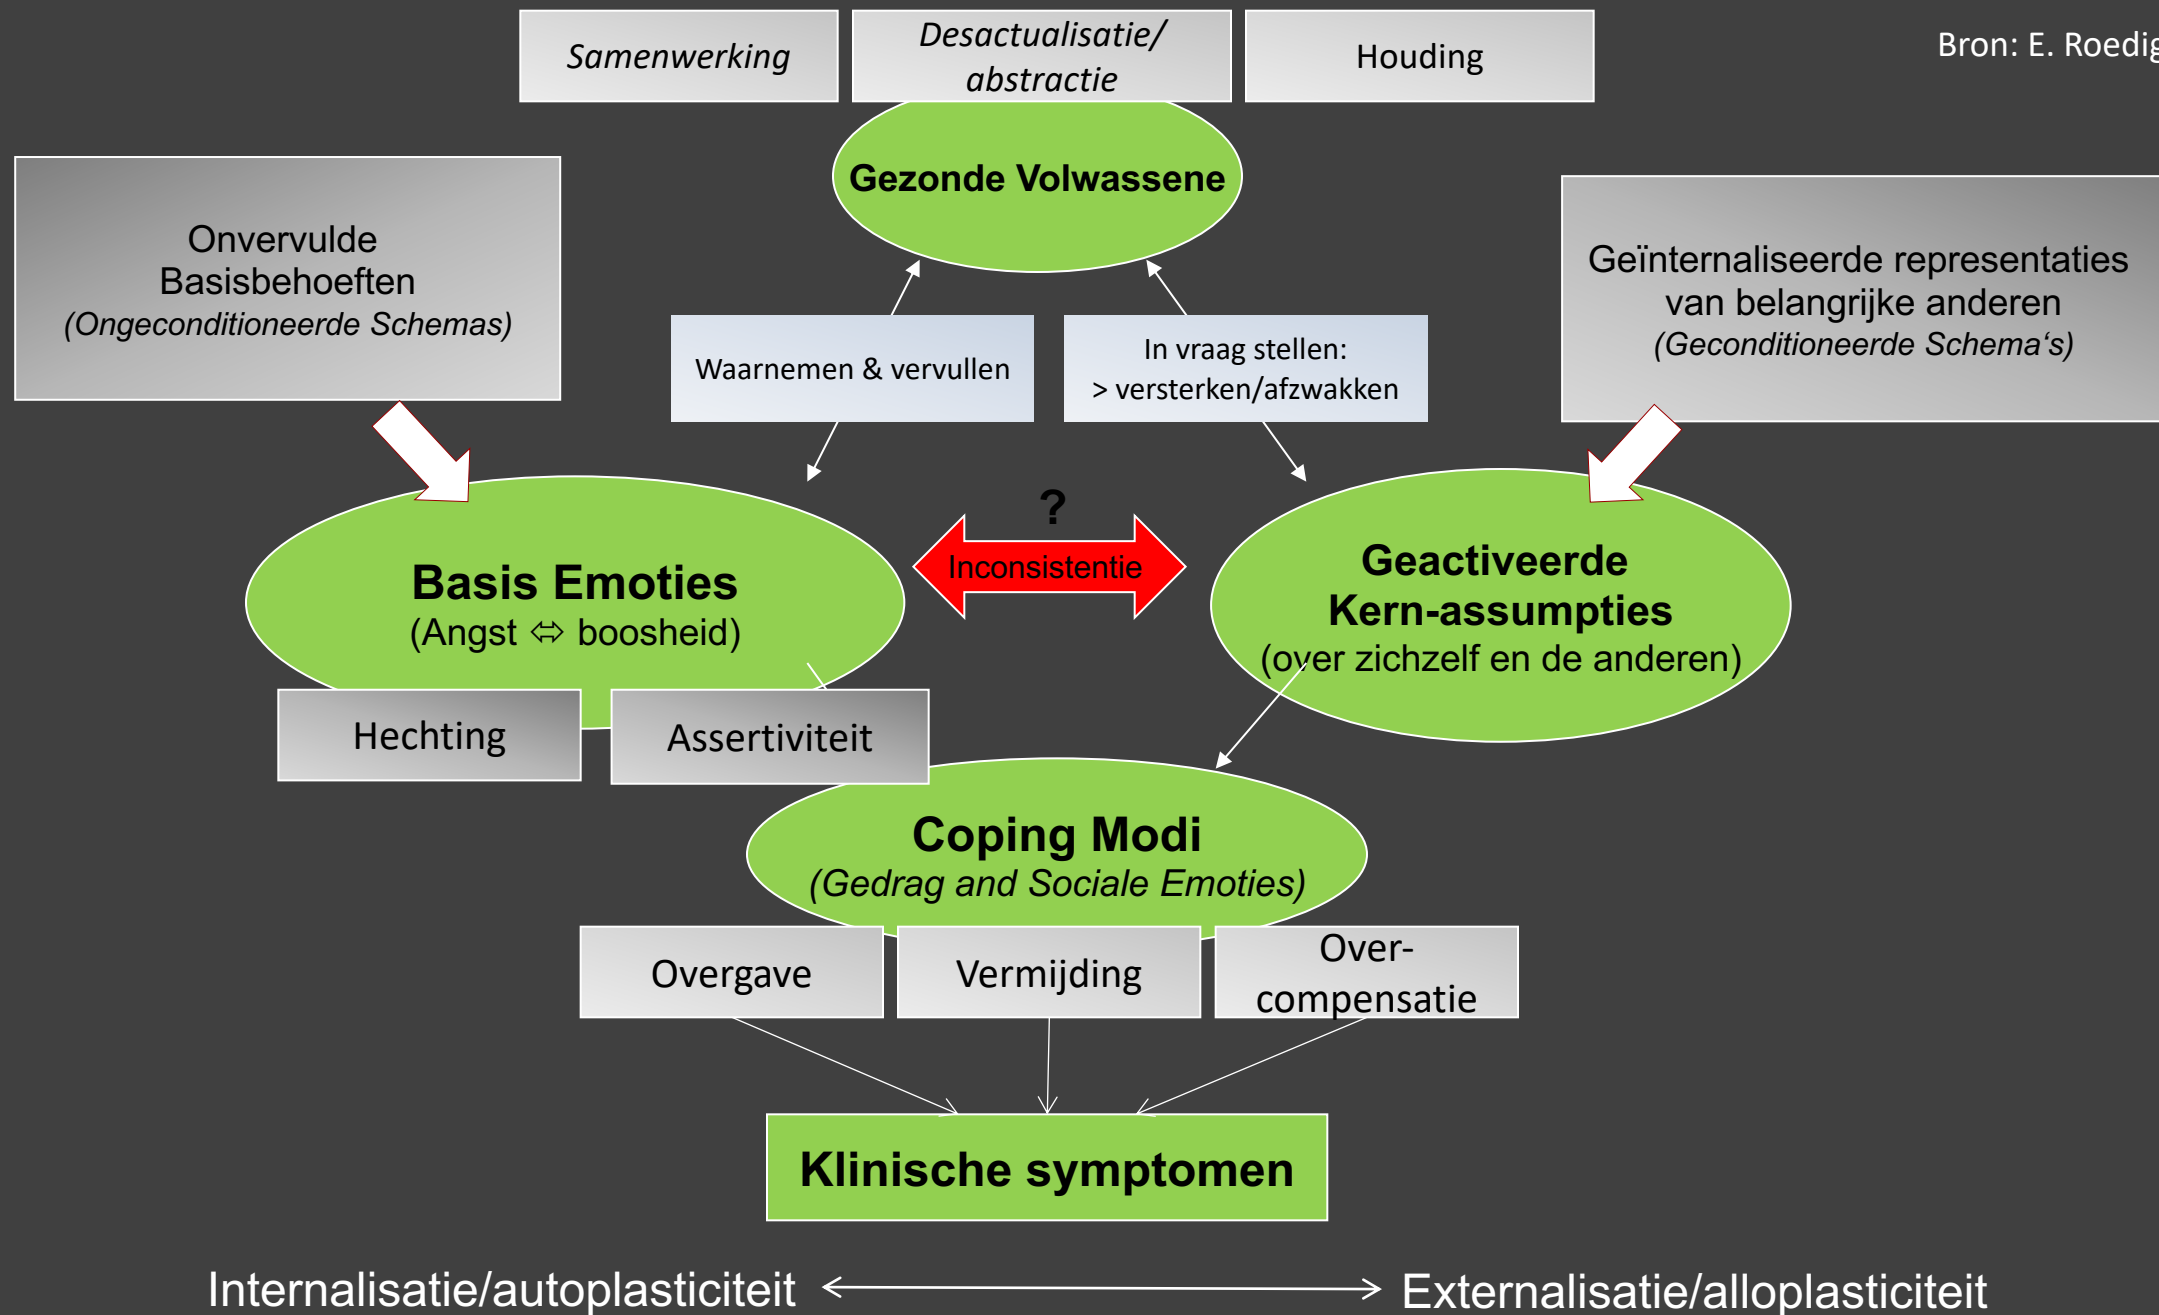 Samenwerking
Desactualisatie/
abstractie
Houding
Bron: E. Roedig
Gezonde Volwassene
Onvervulde
Basisbehoeften
(Ongeconditioneerde Schemas)
Geïnternaliseerde representaties
van belangrijke anderen
(Geconditioneerde Schema‘s)
Waarnemen & vervullen
In vraag stellen:
> versterken/afzwakken
?
Inconsistentie
Basis Emoties
(Angst ⇔ boosheid)
Geactiveerde
Kern-assumpties
(over zichzelf en de anderen)
Hechting
Assertiviteit
Coping Modi
(Gedrag and Sociale Emoties)
Overgave
Vermijding
Over-
compensatie
Klinische symptomen
Internalisatie/autoplasticiteit
Externalisatie/alloplasticiteit